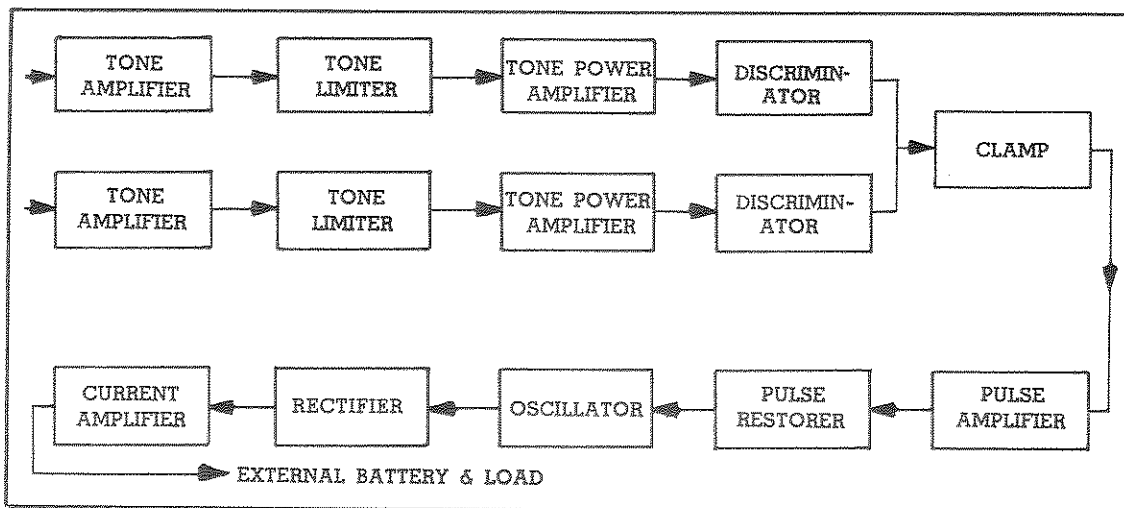 TONE
AMPLIFIER
TONE
LIMITER
TONE POWER
AMPLIFIER
DISCRIMIN-
ATOR
CLAMP
TONE
AMPLIFIER
TONE
LIMITER
TONE POWER
AMPLIFIER
DISCRIMIN-
ATOR
CURRENT
AMPLIFIER
RECTIFIER
OSCILLATOR
PULSE
RESTORER
PULSE
AMPLIFIER
EXTERNAL BATTERY & LOAD